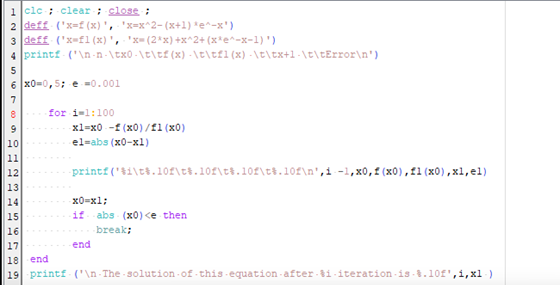 1 clc ; clear ; close ;
2 deff ('x=f(x)', 'x=x^2-(x+1)*e^-x')
3 deff ('x=f1(x)', 'x=(2*x)+x^2+(x*e^-x-1)')
4 printf ('\n n \tx0 \t\tf(x) \t\tf1(x) \t\tx+1 \t\tError\n')
5
6 x0=0,5; e =0.001
7
8 for i=1:100
9 x1=x0 -f(x0)/f1(x0)
10 e1=abs(x0-x1)
11
12 printf('%i\t%.10f\t%.10f\t%.10f\t%.10f\n',i -1,x0,f(x0),f1(x0),x1,e1)
13
14 x0=x1;
15 if abs (x0)<e then
16 break;
17 end
18 end
19 printf ('\n The solution of this equation after %i iteration is %.10f',i,x1 )